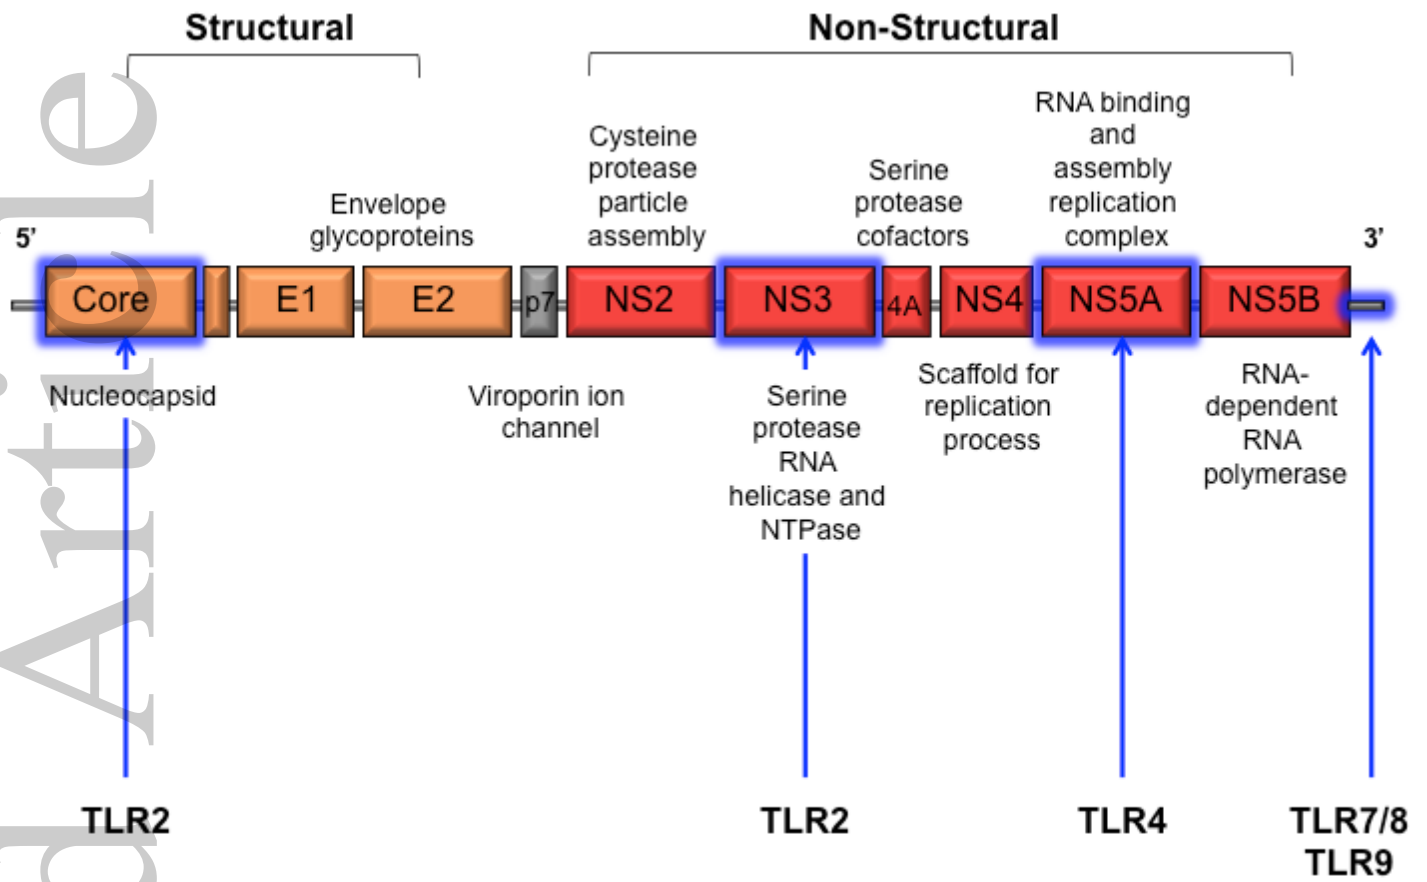 Structural
Non-Structural
RNA binding
and
assembly
replication
complex
Cysteine
protease
particle
assembly
Serine
protease
cofactors
Envelope
glycoproteins
5’
3’
Core
E1
E2
p7
NS2
NS3
4A
NS4
NS5A
NS5B
Nucleocapsid
Viroporin ion
channel
Serine
protease
RNA
helicase and
NTPase
Scaffold for
replication
process
RNA-
dependent
RNA
polymerase
TLR2
TLR2
TLR4
TLR7/8
TLR9
d Article